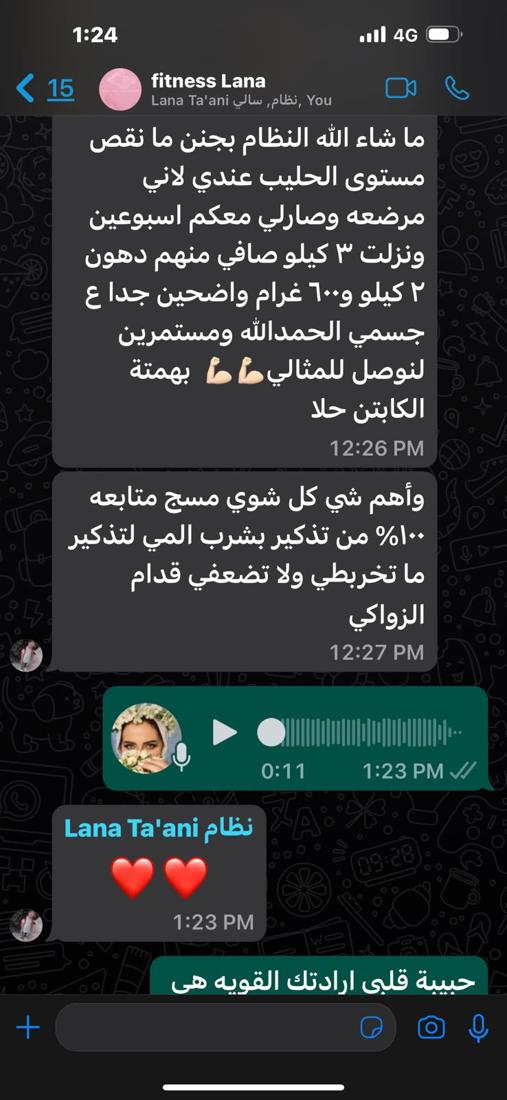 1:24
4G
15
fitness Lana
Lana Ta'ani نظام, سالي, You
ما شاء الله النظام بجنن ما نقص
مستوى الحليب عندي لاني
مرضعه وصارلي معكم اسبوعين
ونزلت ٣ كيلو صافي منهم دهون
٢ كيلو و٦٠٠ غرام واضحين جدا ع
جسمي الحمدالله ومستمرين
لنوصل للمثالي💪🏻💪🏻 بهمتة
الكابتن حلا
12:26 PM
وأهم شي كل شوي مسج متابعه
١٠٠% من تذكير بشرب المي لتذكير
ما تخربطي ولا تضعفي قدام
الزواكي
12:27 PM
0:11 1:23 PM
Lana Ta'ani نظام
❤️ ❤️
1:23 PM
حبيبة قلبي ارادتك القويه هي